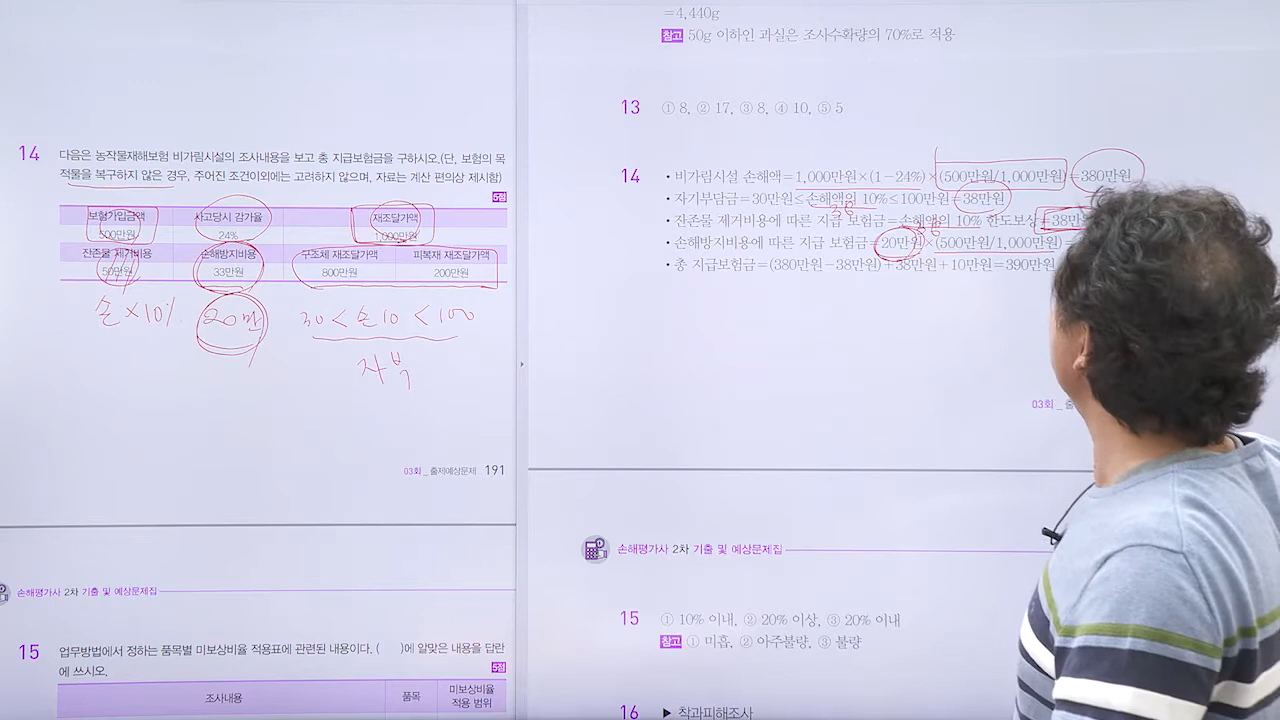 14
다음은 농작물재해보험 비가림시설의 조사내용을 보고 총 지급보험금을 구하시오.(단, 보험의 목
적물을 복구하지 않은 경우, 주어진 조건이외에는 고려하지 않으며, 자료는 계산 편의상 제시함)
5점
보험가입금액 사고당시 감가율 재조달가액
500만원 24% 1,000만원
잔존물 제거비용 손해방지비용 구조체 재조달가액 피복재 재조달가액
50만원 33만원 800만원 200만원
손×10% 20만 30<손10<100
자부
03회 _ 출제예상문제 191
손해평가사 2차 기출 및 예상문제집
15
업무방법에서 정하는 품목별 미보상비율 적용표에 관련된 내용이다. ( )에 알맞은 내용을 답란
에 쓰시오.
5점
조사내용 품목 미보상비율
적용 범위
=4,440g
참고 50g 이하인 과실은 조사수확량의 70%로 적용
13 ① 8, ② 17, ③ 8, ④ 10, ⑤ 5
14 • 비가림시설 손해액=1,000만원×(1-24%)×(500만원/1,000만원)=380만원
• 자기부담금=30만원≤손해액의 10%≤100만원=38만원
• 잔존물 제거비용에 따른 지급 보험금=손해액의 10% 한도보상=38만
• 손해방지비용에 따른 지급 보험금=20만원×(500만원/1,000만원)=
• 총 지급보험금=(380만원-38만원)+38만원+10만원=390만원
03회 _
손해평가사 2차 기출 및 예상문제집
15 ① 10% 이내, ② 20% 이상, ③ 20% 이내
참고 ① 미흡, ② 아주불량, ③ 불량
16 ▶ 착과피해조사